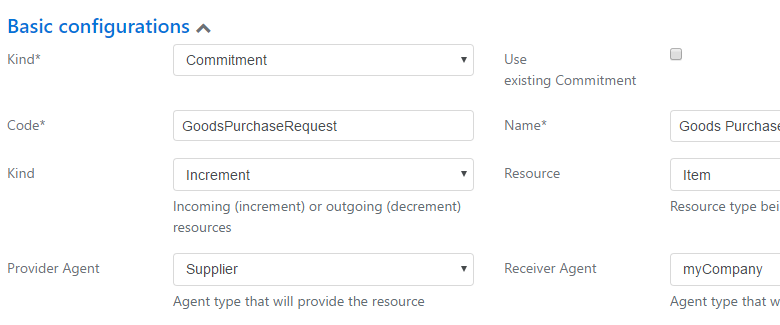 Basic configurations
Kind* Commitment Use
existing Commitment
Code* GoodsPurchaseRequest Name* Goods Purchase
Kind Increment Resource Item
Incoming (increment) or outgoing (decrement) Resource type bei
resources
Provider Agent Supplier Receiver Agent myCompany
Agent type that will provide the resource Agent type that w